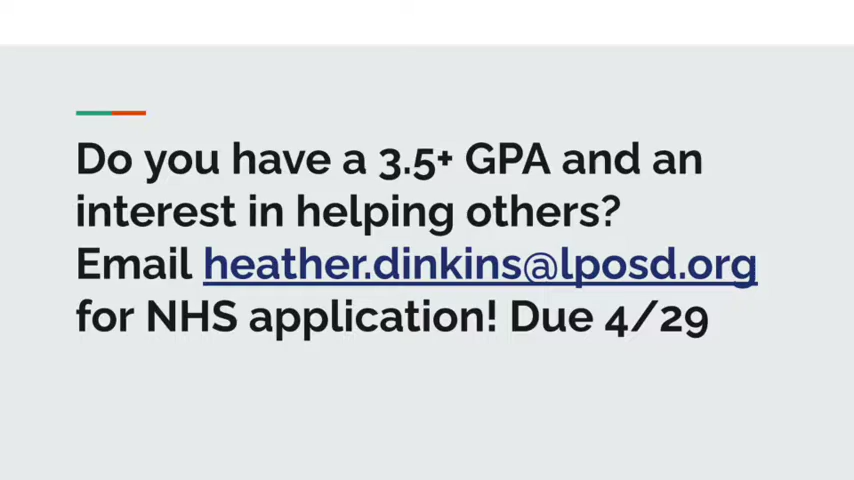 Do you have a 3.5+ GPA and an
interest in helping others?
Email heather.dinkins@lposd.org
for NHS application! Due 4/29